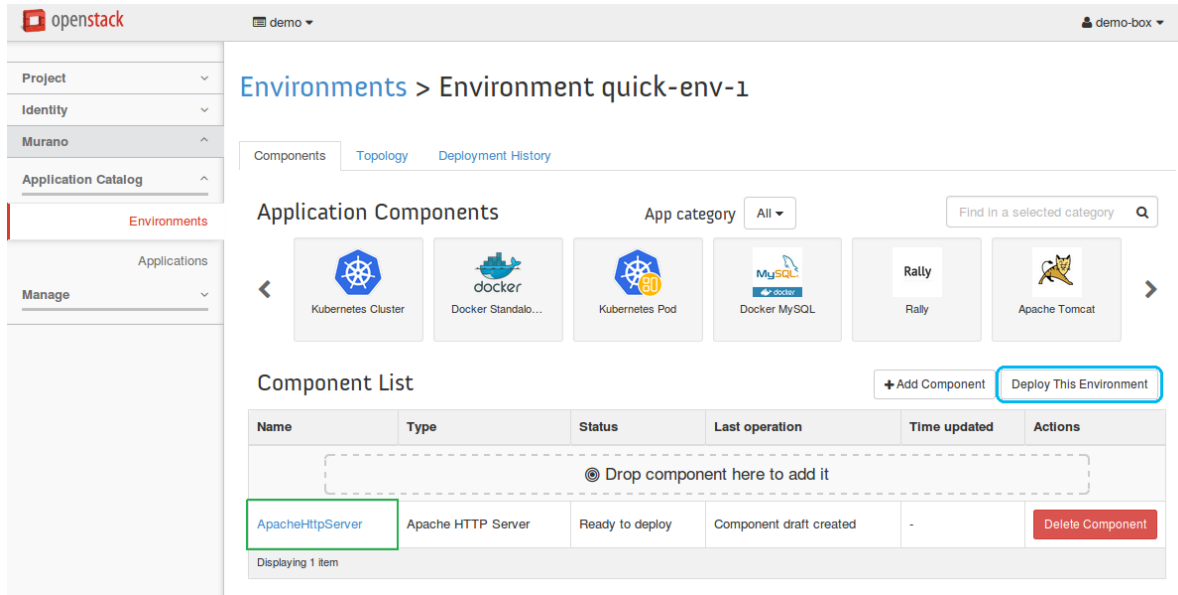 openstack demo demo-box
Project
Identity
Murano
Application Catalog
Environments
Applications
Manage
Environments > Environment quick-env-1
Components Topology Deployment History
Application Components App category All Find in a selected category
Kubernetes Cluster
docker
Docker Standalo...
Kubernetes Pod
MySQL
docker
Docker MySQL
Rally
Rally
Apache Tomcat
Component List + Add Component Deploy This Environment
Name Type Status Last operation Time updated Actions
Drop component here to add it
ApacheHttpServer Apache HTTP Server Ready to deploy Component draft created - Delete Component
Displaying 1 item